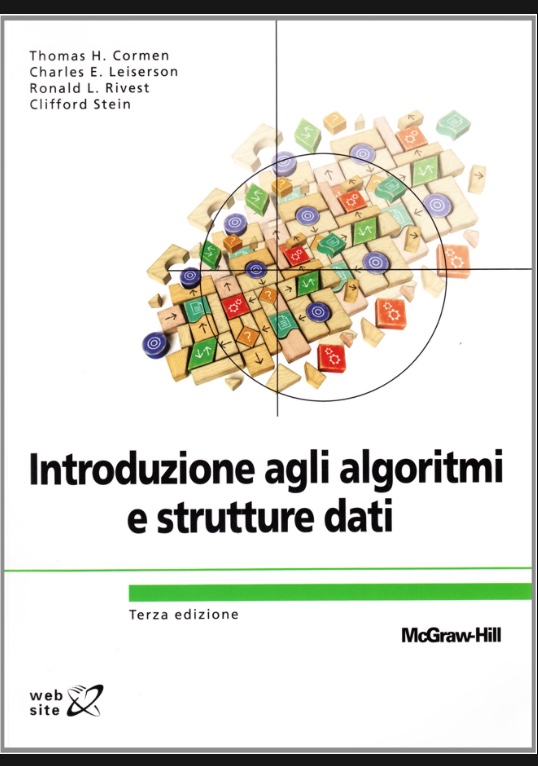 Thomas H. Cormen
Charles E. Leiserson
Ronald L. Rivest
Clifford Stein
Introduzione agli algoritmi
e strutture dati
Terza edizione
McGraw-Hill
web
site